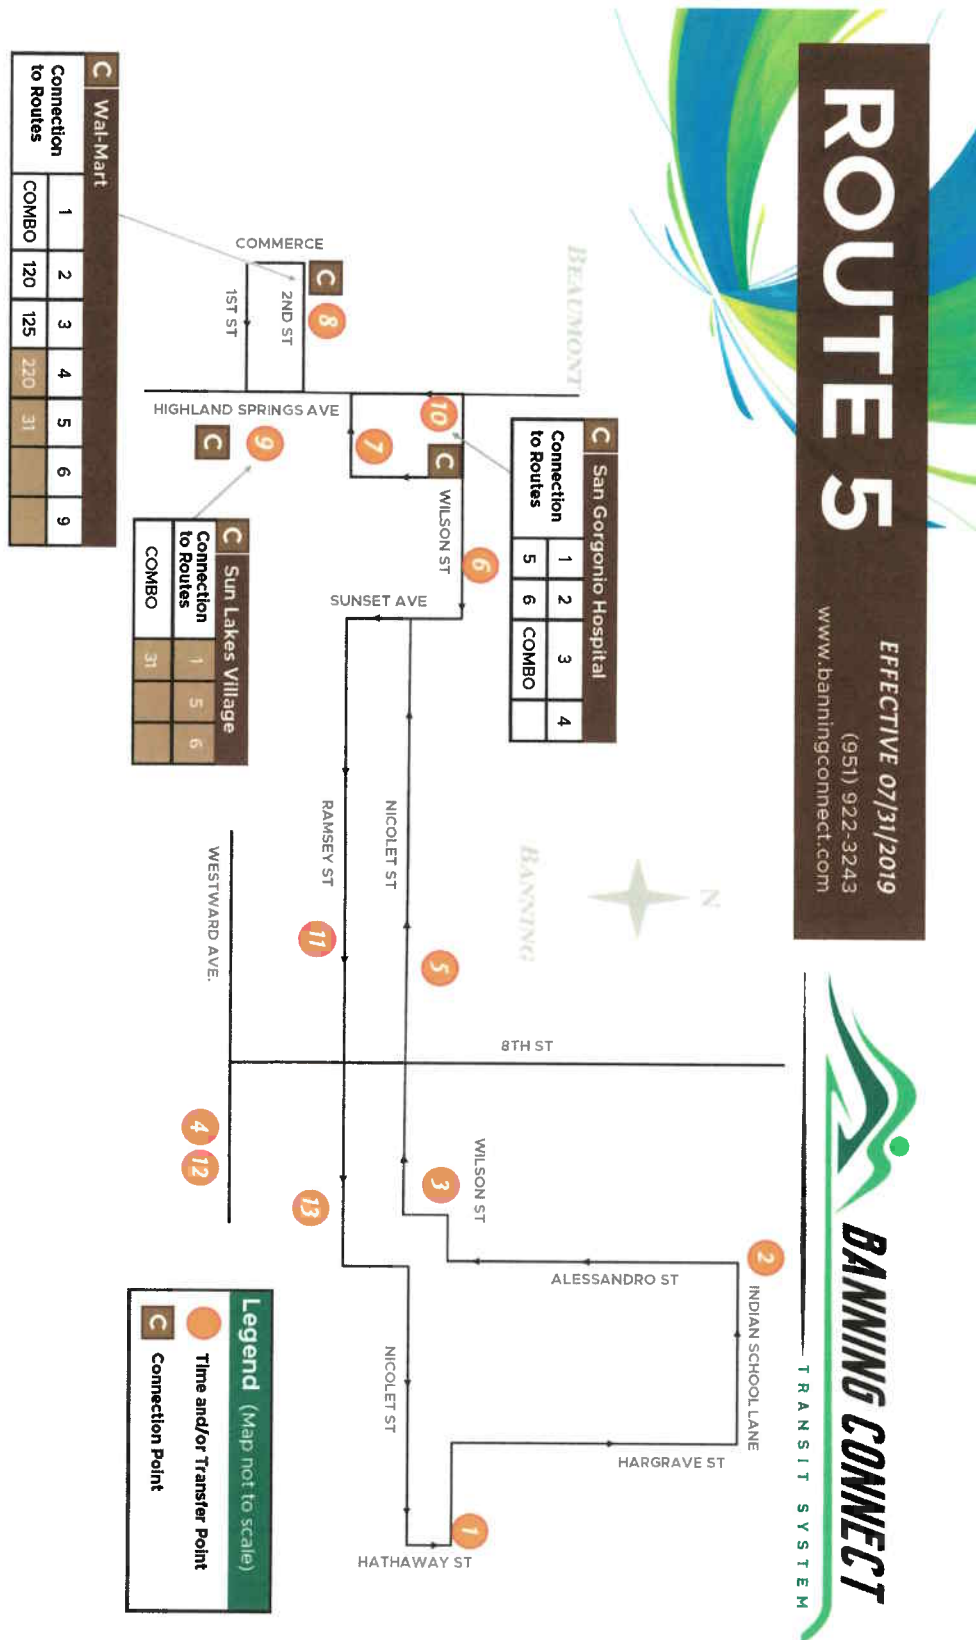 ROUTE 5
EFFECTIVE 07/31/2019
(951) 922-3243
www.banningconnect.com
BANNING CONNECT
TRANSIT SYSTEM
N
BEAUMONT
BANNING
C San Gorgonio Hospital
Connection to Routes 1 2 3 4
5 6 COMBO
C Wal-Mart
Connection to Routes 1 2 3 4 5 6 9
COMBO 120 125 220 31
C Sun Lakes Village
Connection to Routes 1 5 6
COMBO 31
COMMERCE
2ND ST
1ST ST
C
8
HIGHLAND SPRINGS AVE
10
7
C
9
C
WILSON ST
6
SUNSET AVE
NICOLET ST
RAMSEY ST
5
11
8TH ST
WESTWARD AVE.
4
12
3
13
WILSON ST
2
INDIAN SCHOOL LANE
ALESSANDRO ST
HARGRAVE ST
NICOLET ST
1
HATHAWAY ST
Legend (Map not to scale)
Time and/or Transfer Point
C Connection Point